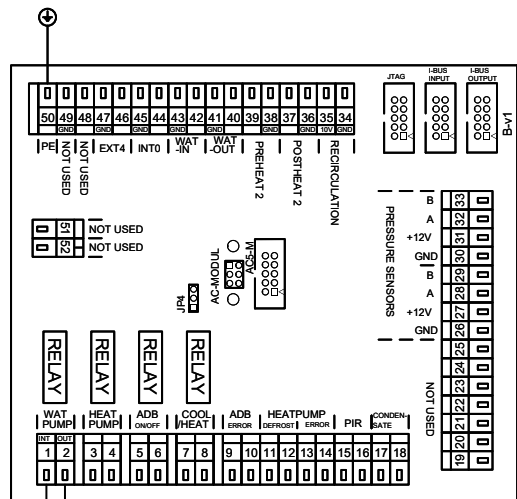 JTAG
I-BUS
INPUT
I-BUS
OUTPUT
B-v1
50 49 48 47 46 45 44 43 42 41 40 39 38 37 36 35 34
GND GND GND GND GND GND GND 10V GND
PE
NOT USED
NOT USED
EXT4
INT0
WAT
-IN
WAT
-OUT
PREHEAT 2
POSTHEAT 2
RECIRCULATION
51
NOT USED
52
NOT USED
AC-MODUL
AC5-M
JP4
PRESSURE SENSORS
B 33
A 32
+12V 31
GND 30
B 29
A 28
+12V 27
GND 26
NOT USED
25
24
23
22
21
20
19
RELAY
RELAY
RELAY
RELAY
WAT
PUMP
HEAT
PUMP
ADB
ON/OFF
COOL
/HEAT
ADB
ERROR
HEATPUMP
DEFROST
ERROR
PIR
CONDEN-
SATE
INT OUT
1 2 3 4 5 6 7 8 9 10 11 12 13 14 15 16 17 18